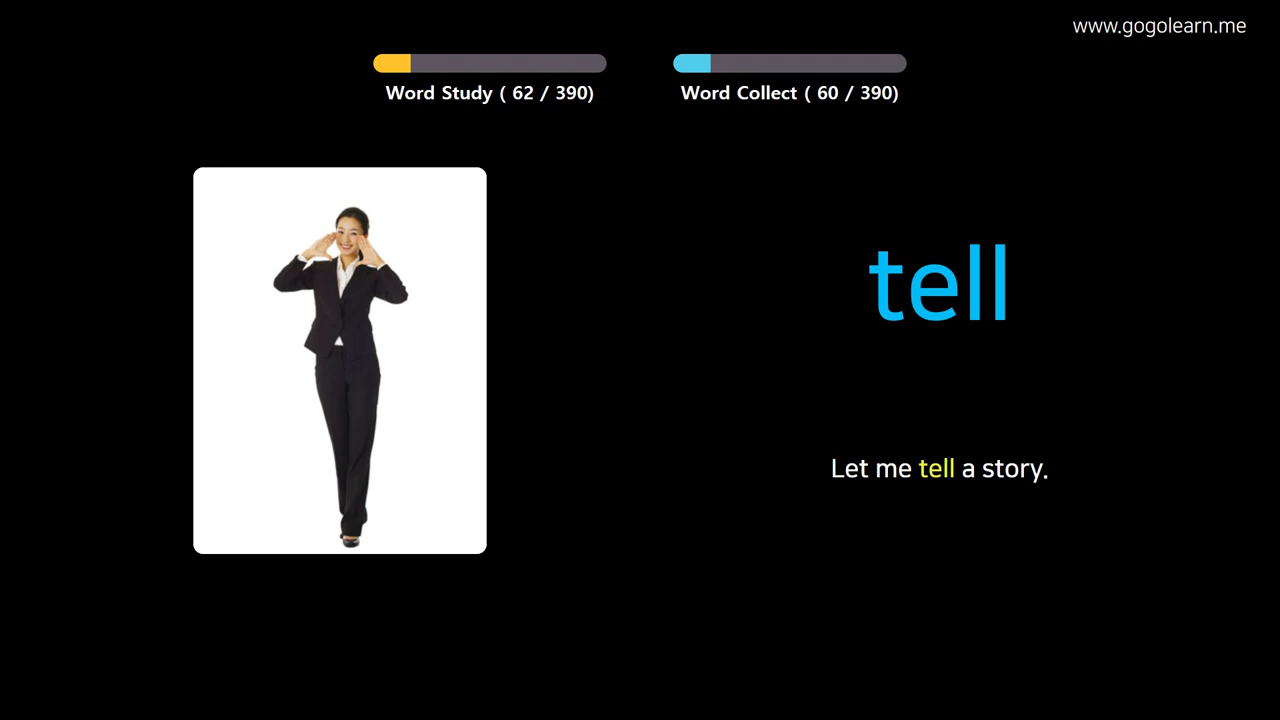 www.gogolearn.me
Word Study ( 62 / 390)
Word Collect ( 60 / 390)
tell
Let me tell a story.